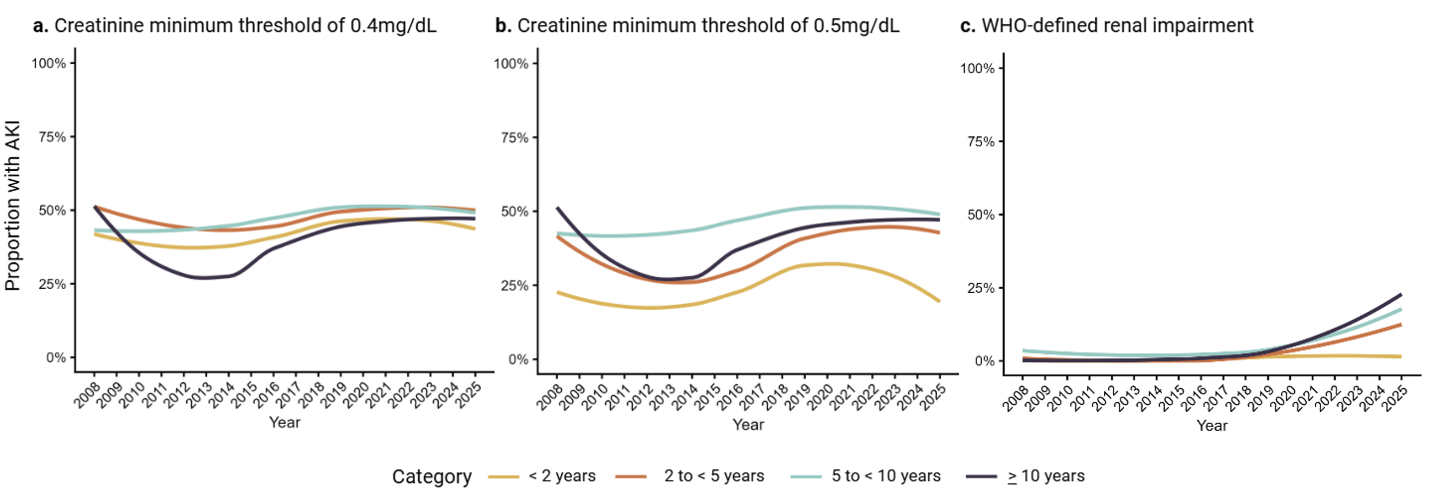 a. Creatinine minimum threshold of 0.4mg/dL
Proportion with AKI
100%
75%
50%
25%
0%
2008 2009 2010 2011 2012 2013 2014 2015 2016 2017 2018 2019 2020 2021 2022 2023 2024 2025
Year
b. Creatinine minimum threshold of 0.5mg/dL
100%
75%
50%
25%
0%
2008 2009 2010 2011 2012 2013 2014 2015 2016 2017 2018 2019 2020 2021 2022 2023 2024 2025
Year
c. WHO-defined renal impairment
100%
75%
50%
25%
0%
2008 2009 2010 2011 2012 2013 2014 2015 2016 2017 2018 2019 2020 2021 2022 2023 2024 2025
Year
Category < 2 years 2 to < 5 years 5 to < 10 years ≥ 10 years